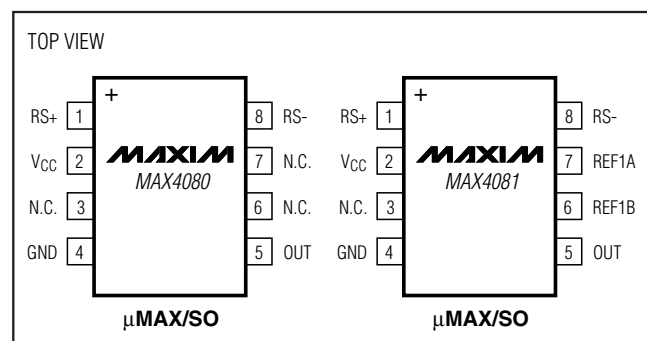 TOP VIEW
+
RS+ 1
8 RS-
VCC 2
7 N.C.
N.C. 3
6 N.C.
GND 4
5 OUT
MAXIM
MAX4080
μMAX/SO
+
RS+ 1
8 RS-
VCC 2
7 REF1A
N.C. 3
6 REF1B
GND 4
5 OUT
MAXIM
MAX4081
μMAX/SO